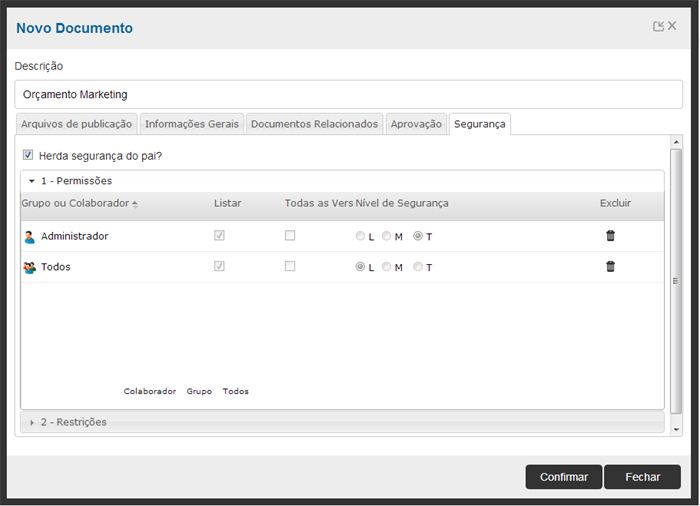 Novo Documento
Descrição
Orçamento Marketing
Arquivos de publicação Informações Gerais Documentos Relacionados Aprovação Segurança
Herda segurança do pai?
1 - Permissões
Grupo ou Colaborador Listar Todas as Vers Nível de Segurança Excluir
Administrador L M T
Todos L M T
Colaborador Grupo Todos
2 - Restrições
Confirmar Fechar